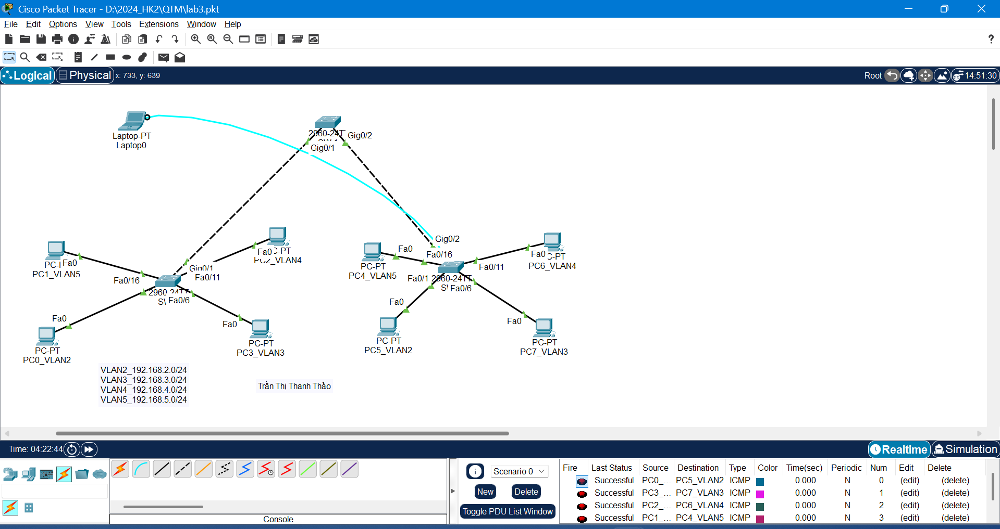 Cisco Packet Tracer - D:\2024_HK2\QTM\lab3.pkt
File Edit Options View Tools Extensions Window Help
Logical Physical x: 733, y: 639 Root 14:51:30
Laptop-PT
Laptop0
2960-24T
Gig0/2
Gig0/1
PC1_VLAN5
Fa0
Fa0/16
Gig0/1
Fa0/11
Fa0
C-PT
PC2_VLAN4
2960-24TT
Fa0/6
Fa0
PC-PT
PC0_VLAN2
Fa0
PC-PT
PC3_VLAN3
Gig0/2
Fa0
Fa0/16
PC-PT
PC4_VLAN5
Fa0/1
2960-24TT
Fa0/6
Fa0/11
Fa0
C-PT
PC6_VLAN4
Fa0
PC-PT
PC5_VLAN2
Fa0
PC-PT
PC7_VLAN3
VLAN2_192.168.2.0/24
VLAN3_192.168.3.0/24
VLAN4_192.168.4.0/24
VLAN5_192.168.5.0/24
Trần Thị Thanh Thảo
Time: 04:22:44 Realtime Simulation
Scenario 0
New Delete
Toggle PDU List Window
Console
Fire Last Status Source Destination Type Color Time(sec) Periodic Num Edit Delete
Successful PC0_... PC5_VLAN2 ICMP 0.000 N 0 (edit) (delete)
Successful PC3_... PC7_VLAN3 ICMP 0.000 N 1 (edit) (delete)
Successful PC2_... PC6_VLAN4 ICMP 0.000 N 2 (edit) (delete)
Successful PC1_... PC4_VLAN5 ICMP 0.000 N 3 (edit) (delete)